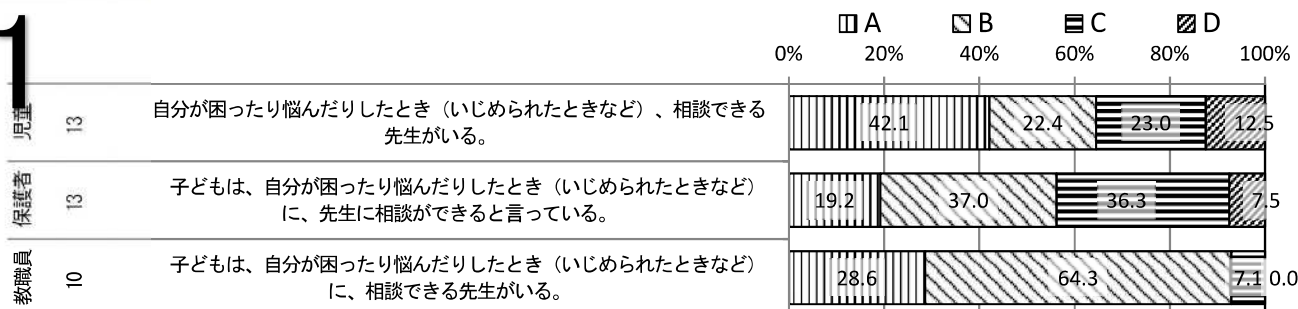 1
A B C D
0% 20% 40% 60% 80% 100%
児童 13 自分が困ったり悩んだりしたとき（いじめられたときなど）、相談できる
先生がいる。
42.1 22.4 23.0 12.5
保護者 13 子どもは、自分が困ったり悩んだりしたとき（いじめられたときなど）
に、先生に相談ができると言っている。
19.2 37.0 36.3 7.5
教職員 10 子どもは、自分が困ったり悩んだりしたとき（いじめられたときなど）
に、相談できる先生がいる。
28.6 64.3 7.1 0.0